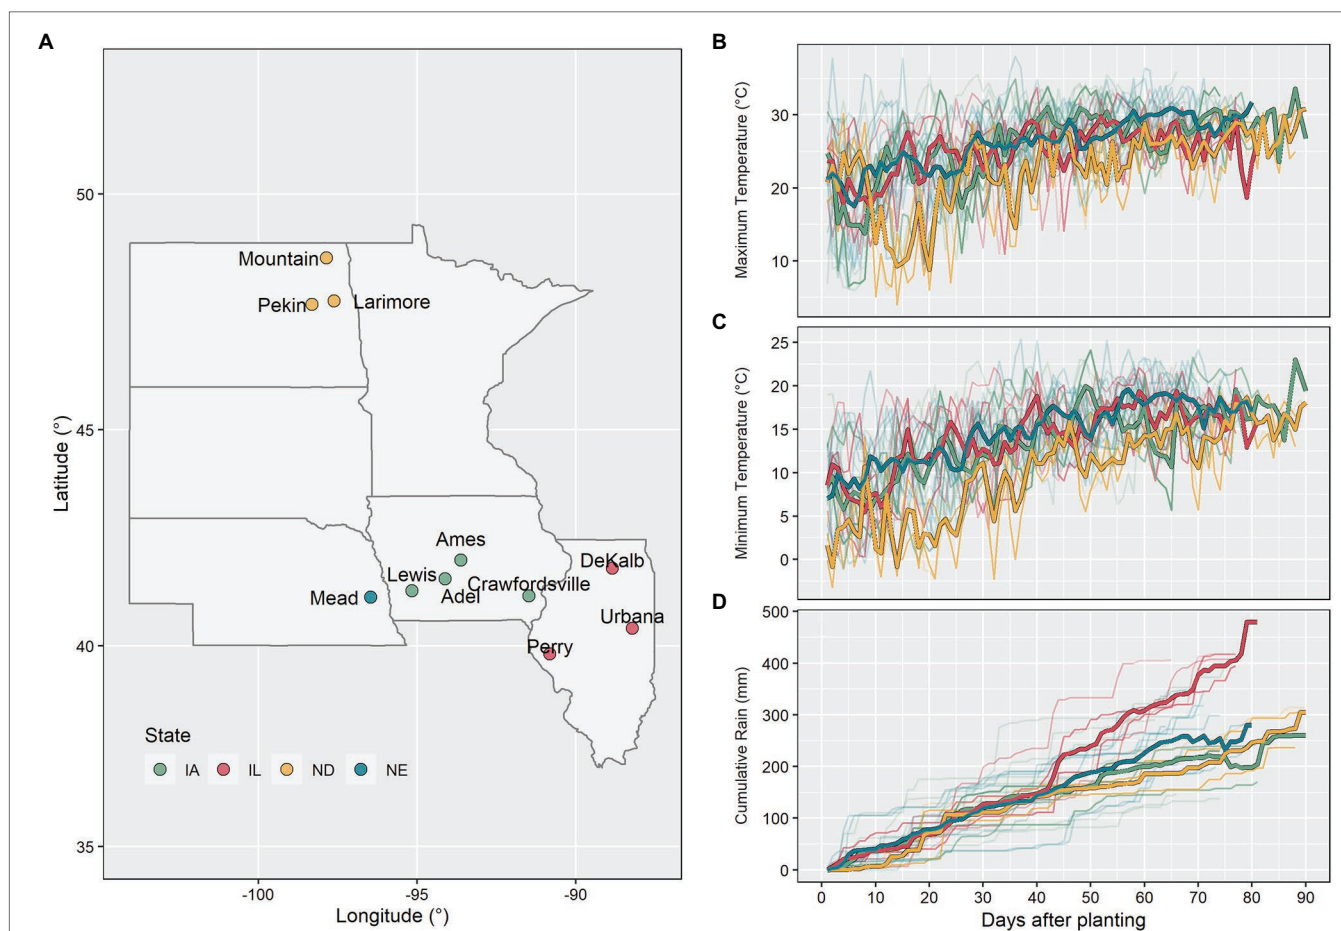 A
50
45
40
35
Latitude (°)
Mountain
Pekin
Larimore
Ames
Lewis
Adel
Crawfordsville
Mead
DeKalb
Urbana
Perry
State
IA IL ND NE
-100 -95 -90
Longitude (°)
B
Maximum Temperature (°C)
30
20
10
C
Minimum Temperature (°C)
25
20
15
10
5
0
D
Cumulative Rain (mm)
500
400
300
200
100
0
0 10 20 30 40 50 60 70 80 90
Days after planting